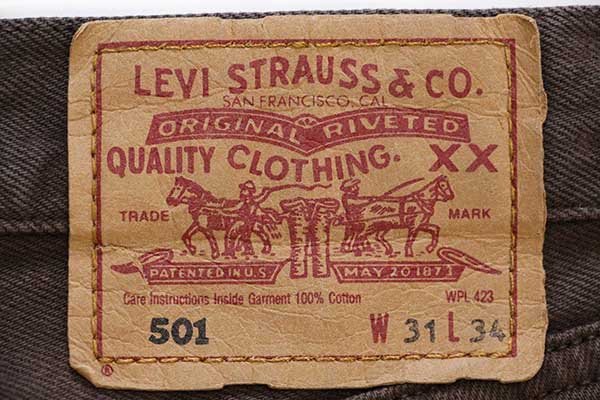 LEVI STRAUSS & CO.
SAN FRANCISCO, CAL
ORIGINAL RIVETED
QUALITY CLOTHING. XX
TRADE MARK
PATENTED IN U.S. MAY 20 1873
Care Instructions Inside Garment 100% Cotton WPL 423
501 W 31 L 34
®